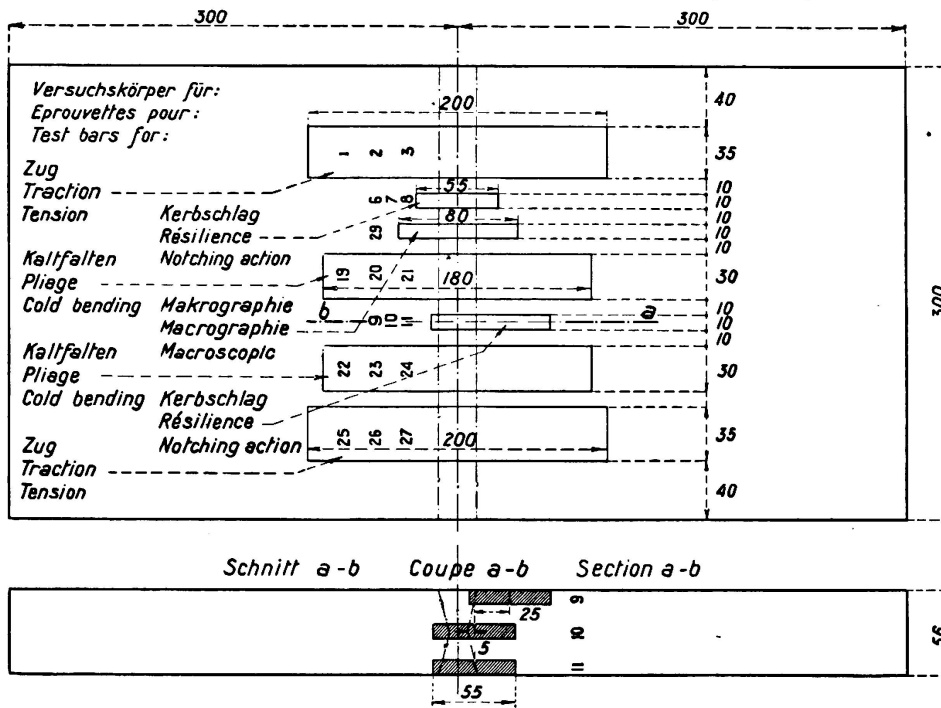 300 300
Versuchskörper für:
Eprouvettes pour:
Test bars for:
200
40
1 2 3
35
Zug
Traction
Tension
55
6 7 8
10
10
10
10
10
Kerbschlag
Résilience
Notching action
80
29
Kaltfalten
Pliage
Cold bending
19 20 21
180
30
300
Makrographie
Macrographie
Macroscopic
b a
9 10 11
10
10
10
Kaltfalten
Pliage
Cold bending
22 23 24
30
Kerbschlag
Résilience
Notching action
25 26 27
200
35
Zug
Traction
Tension
40
Schnitt a-b Coupe a-b Section a-b
9
25
10
5
11
55
56